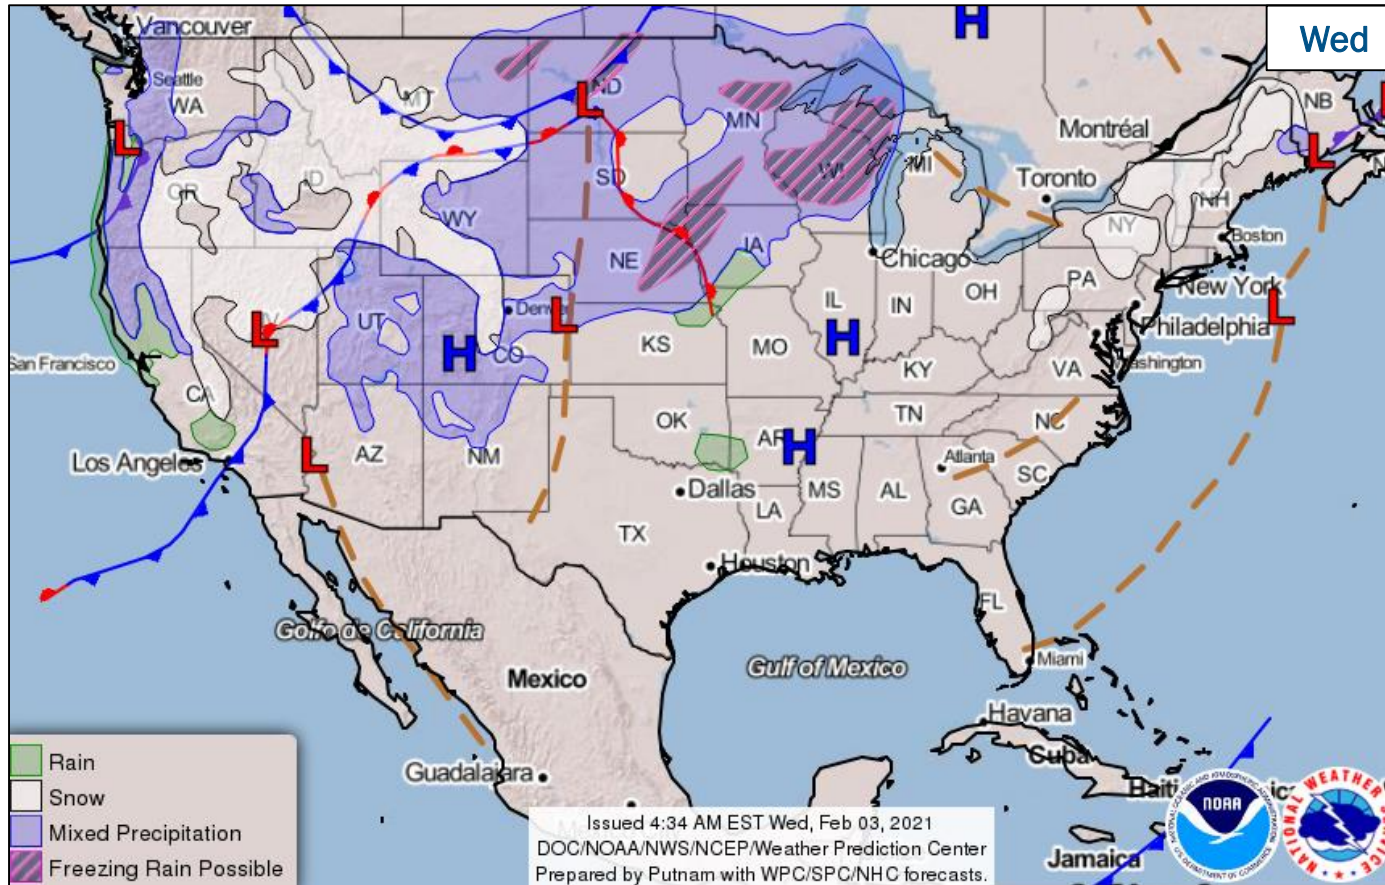 Wed
Vancouver
H
NB
Seattle
WA
MT
ND
L
MN
Montréal
L
L
N
OR
ID
SD
WI
MI
Toronto
NH
WY
NY
Boston
NE
IA
Chicago
PA
New York
UT
Denver
L
IL
IN
OH
L
Philadelphia
NV
L
H
CO
KS
MO
H
KY
VA
Washington
San Francisco
CA
OK
AR
H
TN
NC
Los Angeles
L
AZ
NM
Dallas
MS
AL
Atlanta
GA
SC
TX
LA
Houston
FL
Golfo de California
Mexico
Gulf of Mexico
Miami
Havana
Cuba
Guadalajara
Haiti
Jamaica
Rain
Snow
Mixed Precipitation
Freezing Rain Possible
Issued 4:34 AM EST Wed, Feb 03, 2021
DOC/NOAA/NWS/NCEP/Weather Prediction Center
Prepared by Putnam with WPC/SPC/NHC forecasts.
NOAA
NATIONAL WEATHER SERVICE